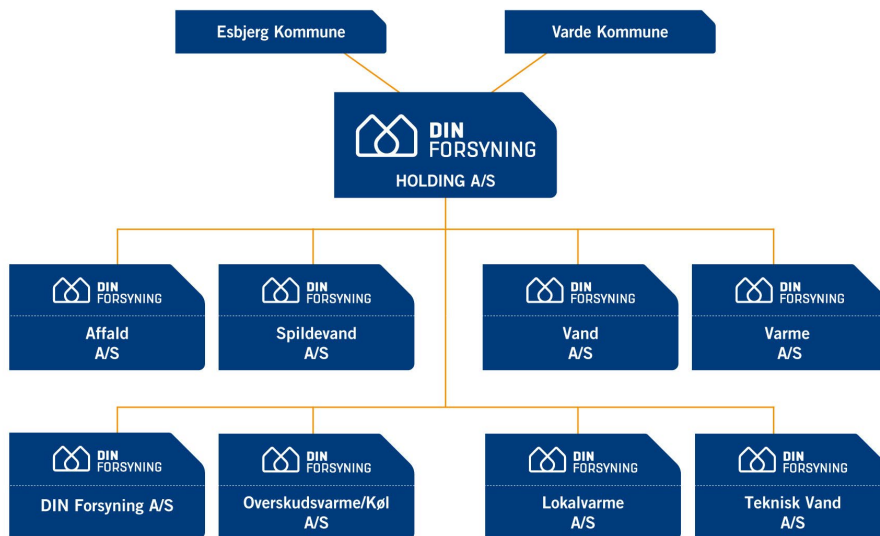 Esbjerg Kommune
Varde Kommune
DIN
FORSYNING
HOLDING A/S
DIN
FORSYNING
Affald
A/S
DIN
FORSYNING
Spildevand
A/S
DIN
FORSYNING
Vand
A/S
DIN
FORSYNING
Varme
A/S
DIN
FORSYNING
DIN Forsyning A/S
DIN
FORSYNING
Overskudsvarme/Køl
A/S
DIN
FORSYNING
Lokalvarme
A/S
DIN
FORSYNING
Teknisk Vand
A/S